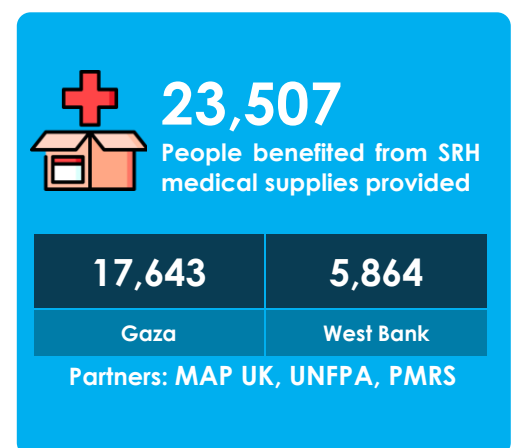 23,507
People benefited from SRH
medical supplies provided
17,643 5,864
Gaza West Bank
Partners: MAP UK, UNFPA, PMRS